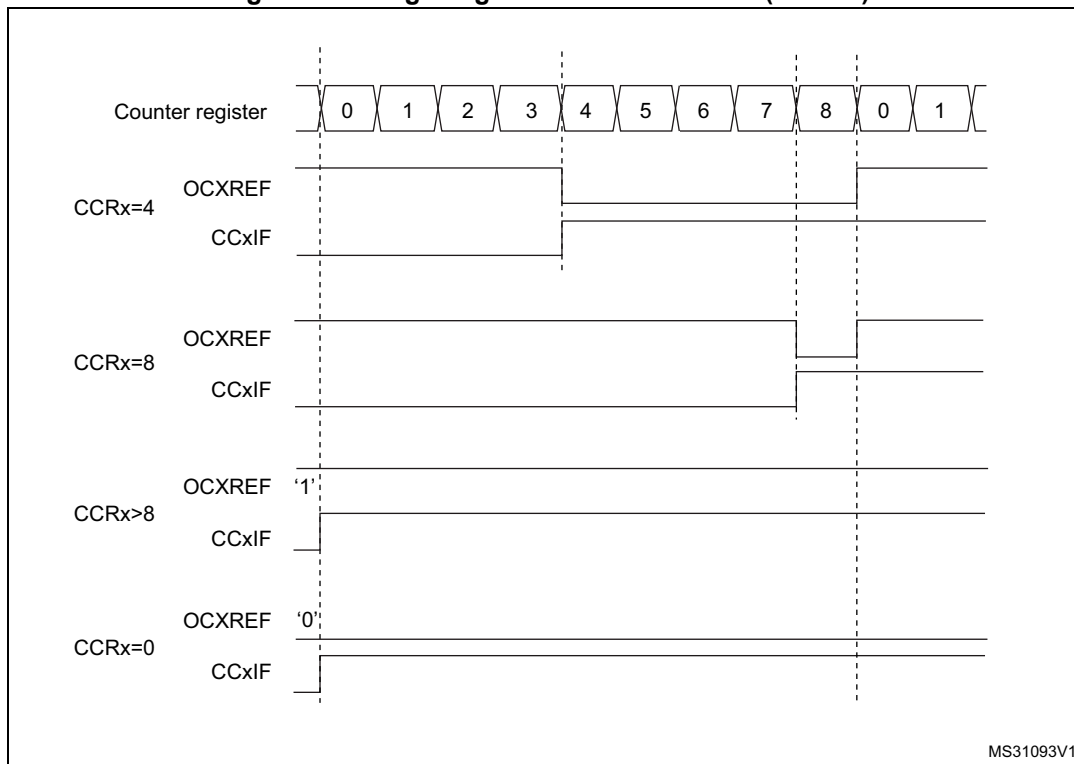 Counter register 0 1 2 3 4 5 6 7 8 0 1
OCXREF
CCRx=4
CCxIF
OCXREF
CCRx=8
CCxIF
OCXREF ‘1’
CCRx>8
CCxIF
OCXREF ‘0’
CCRx=0
CCxIF
MS31093V1